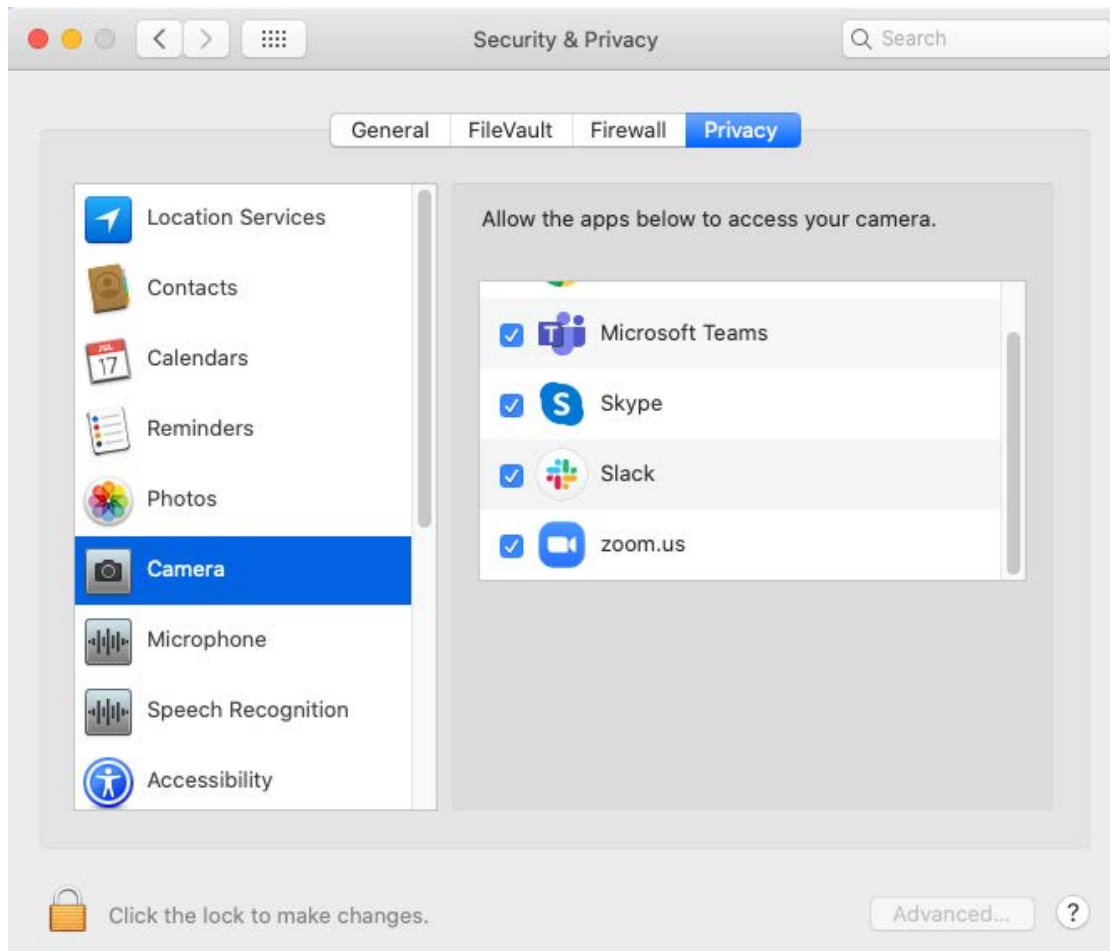 Security & Privacy
Search
General FileVault Firewall Privacy
Location Services
Contacts
JUL
17
Calendars
Reminders
Photos
Camera
Microphone
Speech Recognition
Accessibility
Allow the apps below to access your camera.
T
Microsoft Teams
S
Skype
Slack
zoom.us
Click the lock to make changes.
Advanced...
?